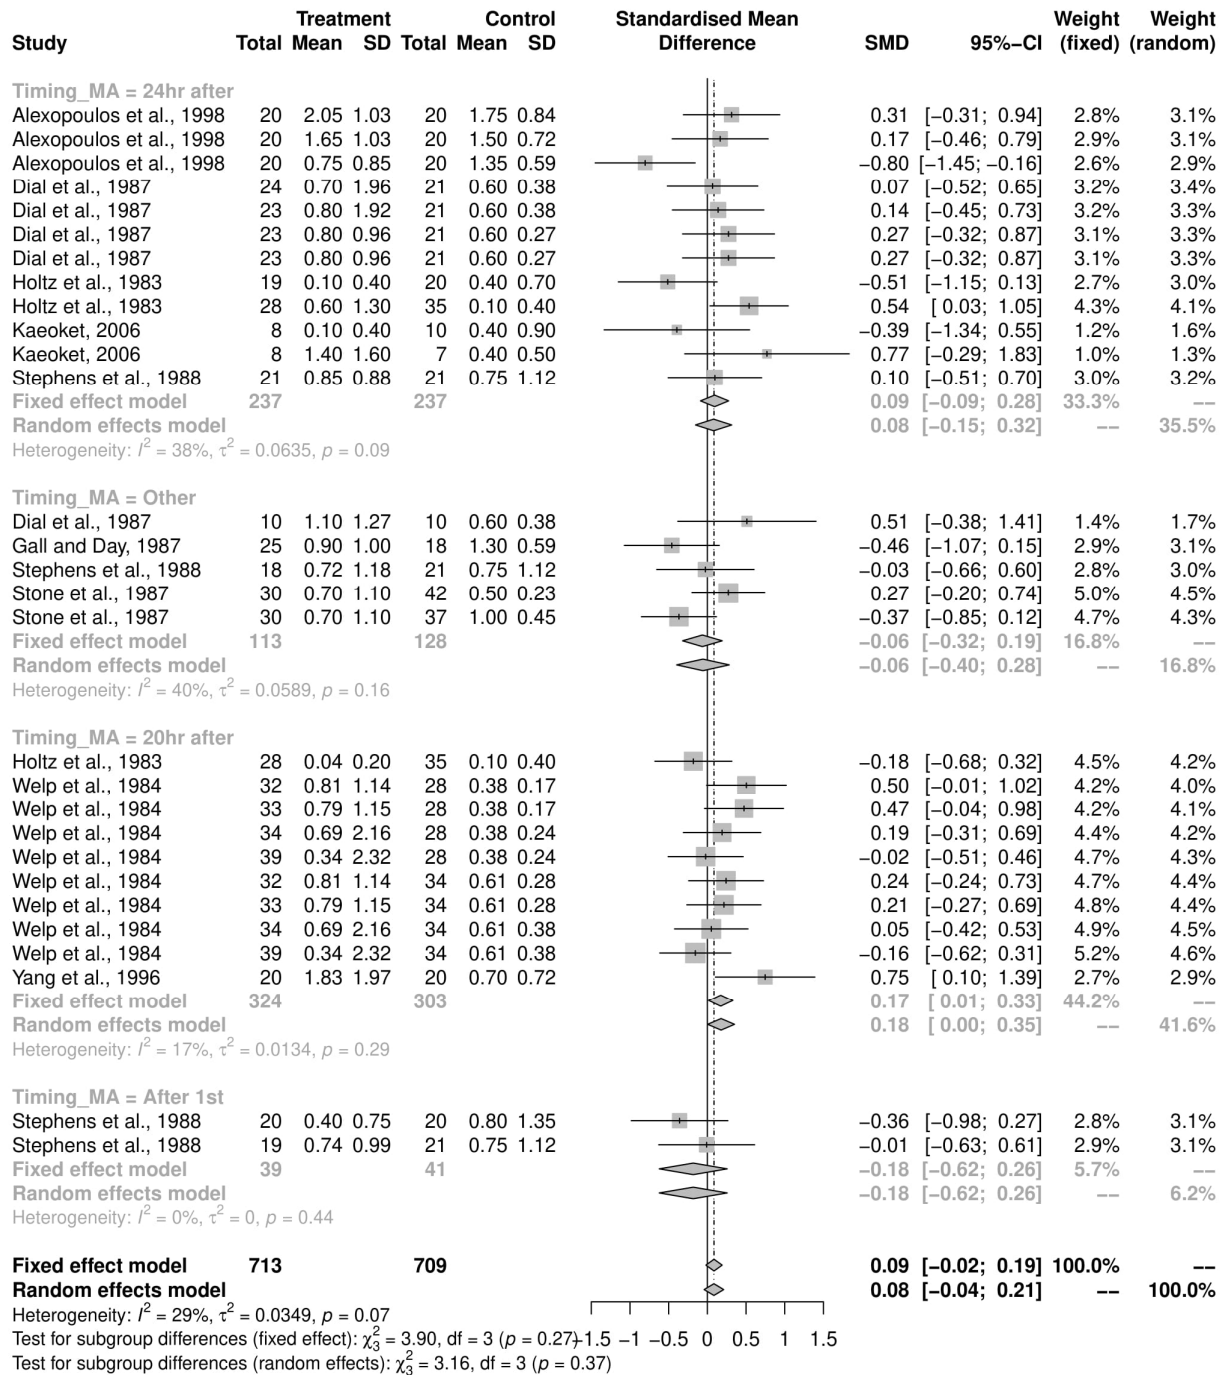 Treatment Control Standardised Mean Weight Weight
Study Total Mean SD Total Mean SD Difference SMD 95%−CI (fixed) (random)
Timing_MA = 24hr after
Alexopoulos et al., 1998 20 2.05 1.03 20 1.75 0.84 0.31 [−0.31; 0.94] 2.8% 3.1%
Alexopoulos et al., 1998 20 1.65 1.03 20 1.50 0.72 0.17 [−0.46; 0.79] 2.9% 3.1%
Alexopoulos et al., 1998 20 0.75 0.85 20 1.35 0.59 −0.80 [−1.45; −0.16] 2.6% 2.9%
Dial et al., 1987 24 0.70 1.96 21 0.60 0.38 0.07 [−0.52; 0.65] 3.2% 3.4%
Dial et al., 1987 23 0.80 1.92 21 0.60 0.38 0.14 [−0.45; 0.73] 3.2% 3.3%
Dial et al., 1987 23 0.80 0.96 21 0.60 0.27 0.27 [−0.32; 0.87] 3.1% 3.3%
Dial et al., 1987 23 0.80 0.96 21 0.60 0.27 0.27 [−0.32; 0.87] 3.1% 3.3%
Holtz et al., 1983 19 0.10 0.40 20 0.40 0.70 −0.51 [−1.15; 0.13] 2.7% 3.0%
Holtz et al., 1983 28 0.60 1.30 35 0.10 0.40 0.54 [ 0.03; 1.05] 4.3% 4.1%
Kaeoket, 2006 8 0.10 0.40 10 0.40 0.90 −0.39 [−1.34; 0.55] 1.2% 1.6%
Kaeoket, 2006 8 1.40 1.60 7 0.40 0.50 0.77 [−0.29; 1.83] 1.0% 1.3%
Stephens et al., 1988 21 0.85 0.88 21 0.75 1.12 0.10 [−0.51; 0.70] 3.0% 3.2%
Fixed effect model 237 237 0.09 [−0.09; 0.28] 33.3% −−
Random effects model 0.08 [−0.15; 0.32] −− 35.5%
Heterogeneity: I² = 38%, τ² = 0.0635, p = 0.09
Timing_MA = Other
Dial et al., 1987 10 1.10 1.27 10 0.60 0.38 0.51 [−0.38; 1.41] 1.4% 1.7%
Gall and Day, 1987 25 0.90 1.00 18 1.30 0.59 −0.46 [−1.07; 0.15] 2.9% 3.1%
Stephens et al., 1988 18 0.72 1.18 21 0.75 1.12 −0.03 [−0.66; 0.60] 2.8% 3.0%
Stone et al., 1987 30 0.70 1.10 42 0.50 0.23 0.27 [−0.20; 0.74] 5.0% 4.5%
Stone et al., 1987 30 0.70 1.10 37 1.00 0.45 −0.37 [−0.85; 0.12] 4.7% 4.3%
Fixed effect model 113 128 −0.06 [−0.32; 0.19] 16.8% −−
Random effects model −0.06 [−0.40; 0.28] −− 16.8%
Heterogeneity: I² = 40%, τ² = 0.0589, p = 0.16
Timing_MA = 20hr after
Holtz et al., 1983 28 0.04 0.20 35 0.10 0.40 −0.18 [−0.68; 0.32] 4.5% 4.2%
Welp et al., 1984 32 0.81 1.14 28 0.38 0.17 0.50 [−0.01; 1.02] 4.2% 4.0%
Welp et al., 1984 33 0.79 1.15 28 0.38 0.17 0.47 [−0.04; 0.98] 4.2% 4.1%
Welp et al., 1984 34 0.69 2.16 28 0.38 0.24 0.19 [−0.31; 0.69] 4.4% 4.2%
Welp et al., 1984 39 0.34 2.32 28 0.38 0.24 −0.02 [−0.51; 0.46] 4.7% 4.3%
Welp et al., 1984 32 0.81 1.14 34 0.61 0.28 0.24 [−0.24; 0.73] 4.7% 4.4%
Welp et al., 1984 33 0.79 1.15 34 0.61 0.28 0.21 [−0.27; 0.69] 4.8% 4.4%
Welp et al., 1984 34 0.69 2.16 34 0.61 0.38 0.05 [−0.42; 0.53] 4.9% 4.5%
Welp et al., 1984 39 0.34 2.32 34 0.61 0.38 −0.16 [−0.62; 0.31] 5.2% 4.6%
Yang et al., 1996 20 1.83 1.97 20 0.70 0.72 0.75 [ 0.10; 1.39] 2.7% 2.9%
Fixed effect model 324 303 0.17 [ 0.01; 0.33] 44.2% −−
Random effects model 0.18 [ 0.00; 0.35] −− 41.6%
Heterogeneity: I² = 17%, τ² = 0.0134, p = 0.29
Timing_MA = After 1st
Stephens et al., 1988 20 0.40 0.75 20 0.80 1.35 −0.36 [−0.98; 0.27] 2.8% 3.1%
Stephens et al., 1988 19 0.74 0.99 21 0.75 1.12 −0.01 [−0.63; 0.61] 2.9% 3.1%
Fixed effect model 39 41 −0.18 [−0.62; 0.26] 5.7% −−
Random effects model −0.18 [−0.62; 0.26] −− 6.2%
Heterogeneity: I² = 0%, τ² = 0, p = 0.44
Fixed effect model 713 709 0.09 [−0.02; 0.19] 100.0% −−
Random effects model 0.08 [−0.04; 0.21] −− 100.0%
Heterogeneity: I² = 29%, τ² = 0.0349, p = 0.07
Test for subgroup differences (fixed effect): χ²₃ = 3.90, df = 3 (p = 0.27) −1.5 −1 −0.5 0 0.5 1 1.5
Test for subgroup differences (random effects): χ²₃ = 3.16, df = 3 (p = 0.37)